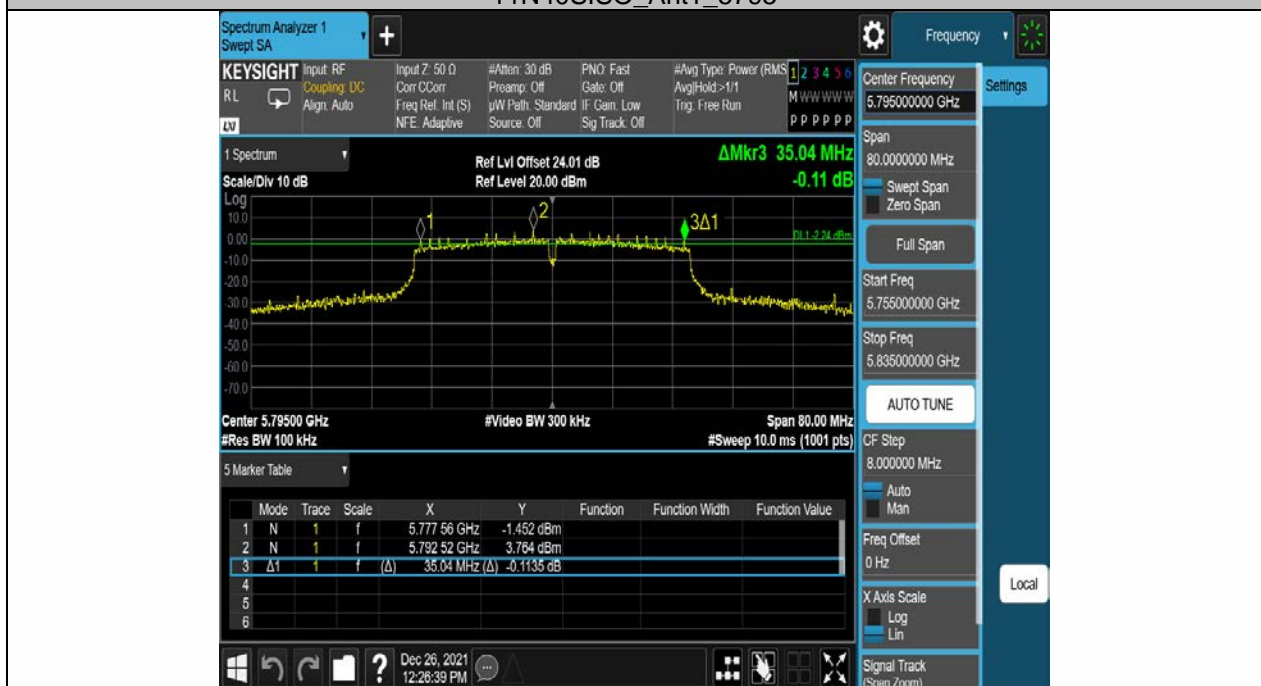 Spectrum Analyzer 1
Swept SA
+
Frequency
KEYSIGHT
RL
LXI
Input: RF
Coupling: DC
Align: Auto
Input Z: 50 Ω
Corr CCorr
Freq Ref: Int (S)
NFE: Adaptive
#Atten: 30 dB
Preamp: Off
µW Path: Standard
Source: Off
PNO: Fast
Gate: Off
IF Gain: Low
Sig Track: Off
#Avg Type: Power (RMS
Avg|Hold:>1/1
Trig: Free Run
1 2 3 4 5 6
M W W W W W
P P P P P P
1 Spectrum
Scale/Div 10 dB
Ref Lvl Offset 24.01 dB
Ref Level 20.00 dBm
ΔMkr3 35.04 MHz
-0.11 dB
Log
10.0
0.00
-10.0
-20.0
-30.0
-40.0
-50.0
-60.0
-70.0
1
2
3Δ1
DL1 -2.24 dBm
Center 5.79500 GHz
#Video BW 300 kHz
Span 80.00 MHz
#Res BW 100 kHz
#Sweep 10.0 ms (1001 pts)
5 Marker Table
Mode Trace Scale X Y Function Function Width Function Value
1 N 1 f 5.777 56 GHz -1.452 dBm
2 N 1 f 5.792 52 GHz 3.764 dBm
3 Δ1 1 f (Δ) 35.04 MHz (Δ) -0.1135 dB
4
5
6
?
Dec 26, 2021
12:26:39 PM
Center Frequency
5.795000000 GHz
Span
80.0000000 MHz
Swept Span
Zero Span
Full Span
Start Freq
5.755000000 GHz
Stop Freq
5.835000000 GHz
AUTO TUNE
CF Step
8.000000 MHz
Auto
Man
Freq Offset
0 Hz
X Axis Scale
Log
Lin
Signal Track
(Span Zoom)
Settings
Local